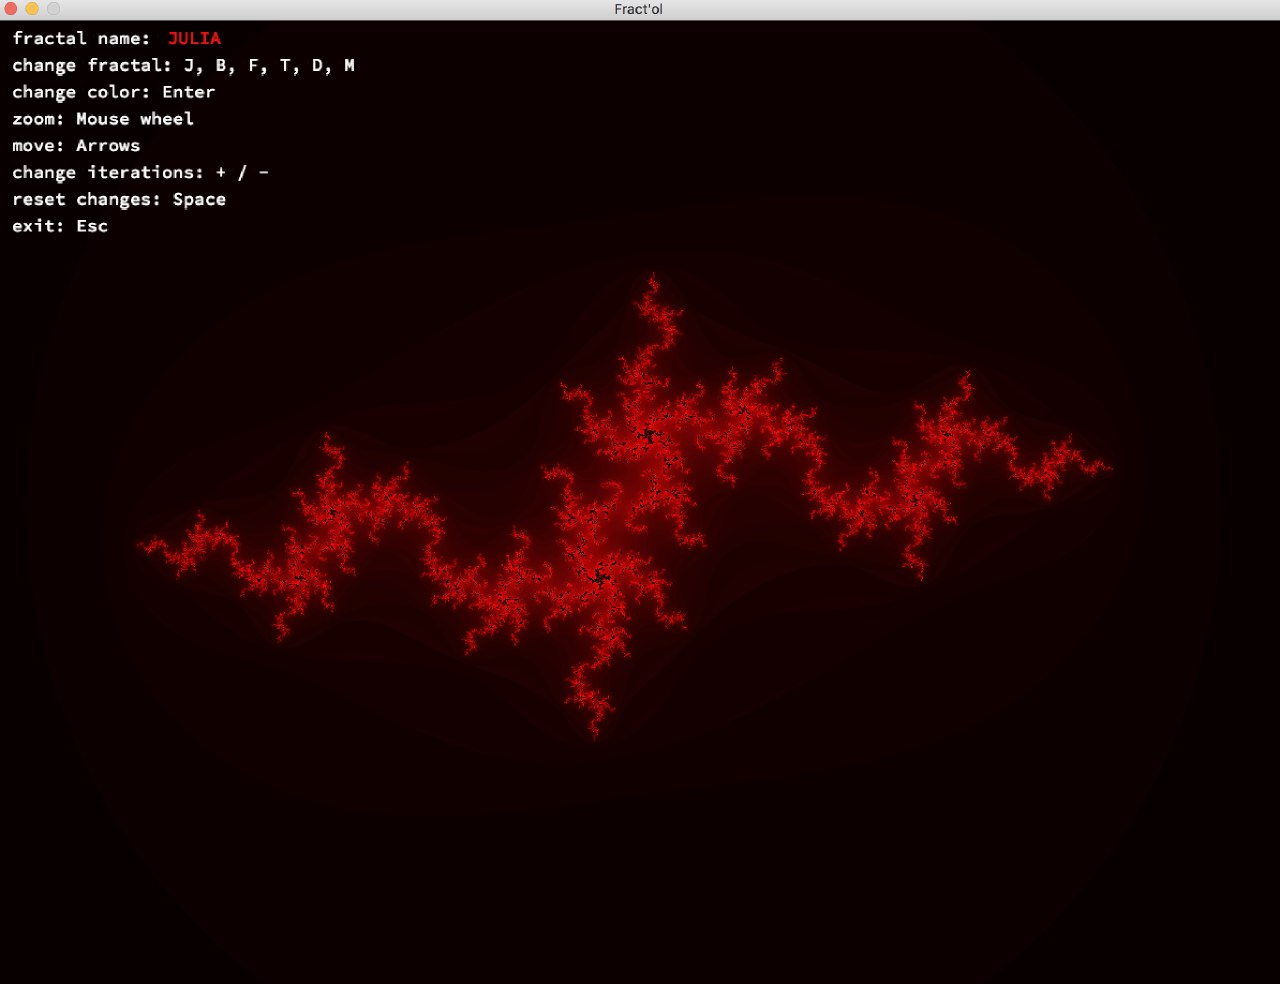 Fract'ol
fractal name: JULIA
change fractal: J, B, F, T, D, M
change color: Enter
zoom: Mouse wheel
move: Arrows
change iterations: + / -
reset changes: Space
exit: Esc